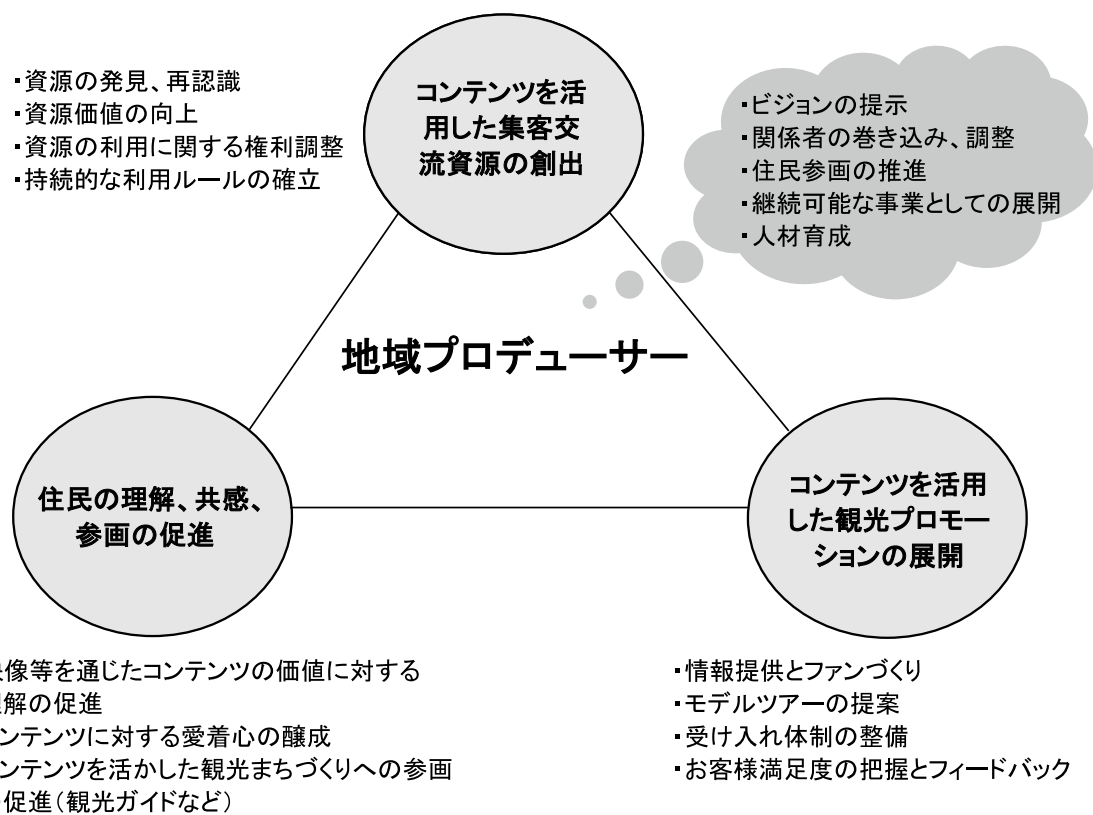 ・資源の発見、再認識
・資源価値の向上
・資源の利用に関する権利調整
・持続的な利用ルールの確立
コンテンツを活
用した集客交
流資源の創出
・ビジョンの提示
・関係者の巻き込み、調整
・住民参画の推進
・継続可能な事業としての展開
・人材育成
地域プロデューサー
住民の理解、共感、
参画の促進
コンテンツを活用
した観光プロモー
ションの展開
像等を通じたコンテンツの価値に対する
解の促進
ンテンツに対する愛着心の醸成
ンテンツを活かした観光まちづくりへの参画
促進(観光ガイドなど)
・情報提供とファンづくり
・モデルツアーの提案
・受け入れ体制の整備
・お客様満足度の把握とフィードバック